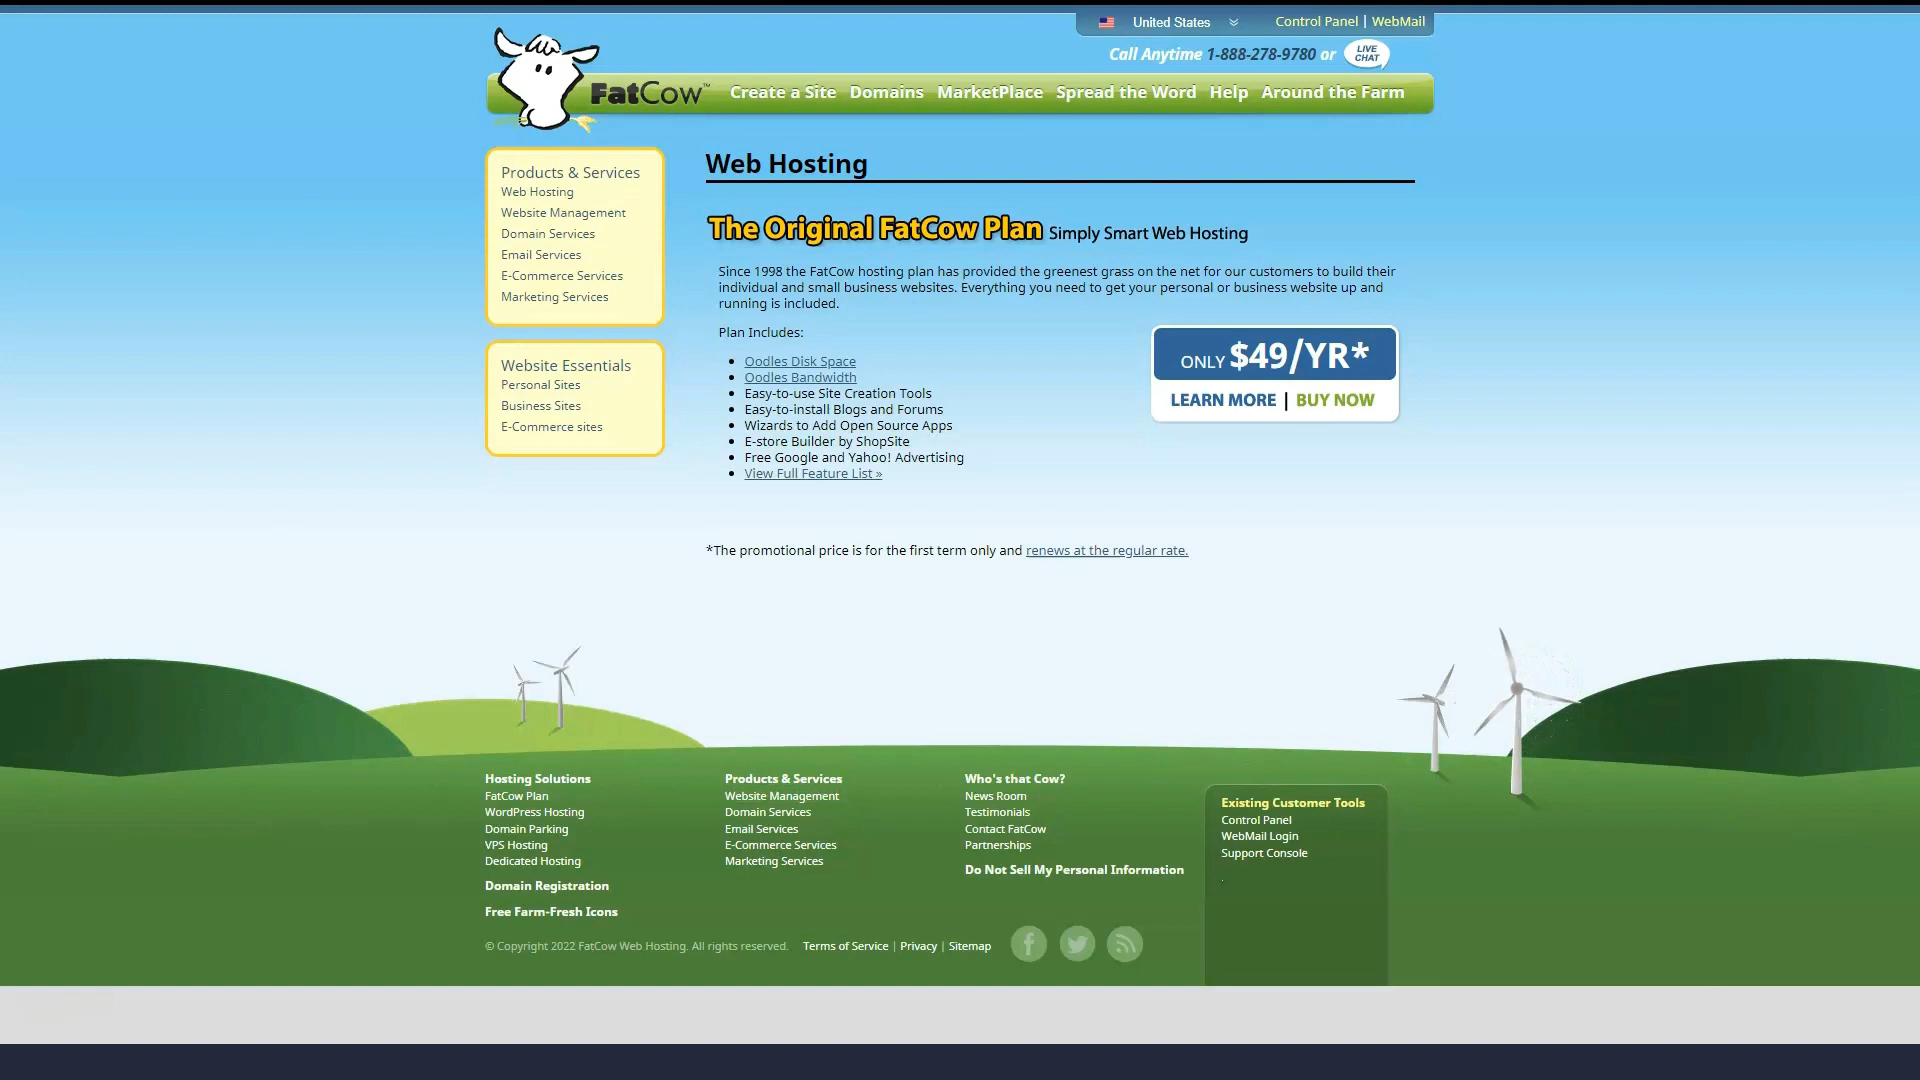 United States
Control Panel | WebMail
Call Anytime 1-888-278-9780 or
LIVE
CHAT
FatCow™
Create a Site Domains MarketPlace Spread the Word Help Around the Farm
Products & Services
Web Hosting
Website Management
Domain Services
Email Services
E-Commerce Services
Marketing Services
Website Essentials
Personal Sites
Business Sites
E-Commerce sites
Web Hosting
The Original FatCow Plan Simply Smart Web Hosting
Since 1998 the FatCow hosting plan has provided the greenest grass on the net for our customers to build their
individual and small business websites. Everything you need to get your personal or business website up and
running is included.
Plan Includes:
Oodles Disk Space
Oodles Bandwidth
Easy-to-use Site Creation Tools
Easy-to-install Blogs and Forums
Wizards to Add Open Source Apps
E-store Builder by ShopSite
Free Google and Yahoo! Advertising
View Full Feature List »
ONLY $49/YR*
LEARN MORE | BUY NOW
*The promotional price is for the first term only and renews at the regular rate.
Hosting Solutions
FatCow Plan
WordPress Hosting
Domain Parking
VPS Hosting
Dedicated Hosting
Domain Registration
Free Farm-Fresh Icons
Products & Services
Website Management
Domain Services
Email Services
E-Commerce Services
Marketing Services
Who's that Cow?
News Room
Testimonials
Contact FatCow
Partnerships
Do Not Sell My Personal Information
Existing Customer Tools
Control Panel
WebMail Login
Support Console
© Copyright 2022 FatCow Web Hosting. All rights reserved. Terms of Service | Privacy | Sitemap